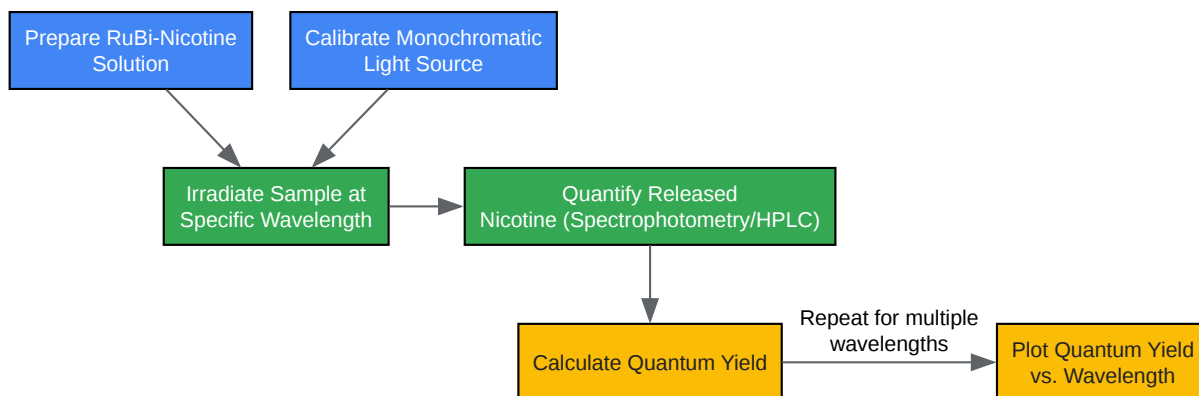 Prepare RuBi-Nicotine
Solution
Calibrate Monochromatic
Light Source
Irradiate Sample at
Specific Wavelength
Quantify Released
Nicotine (Spectrophotometry/HPLC)
Calculate Quantum Yield
Repeat for multiple
wavelengths
Plot Quantum Yield
vs. Wavelength